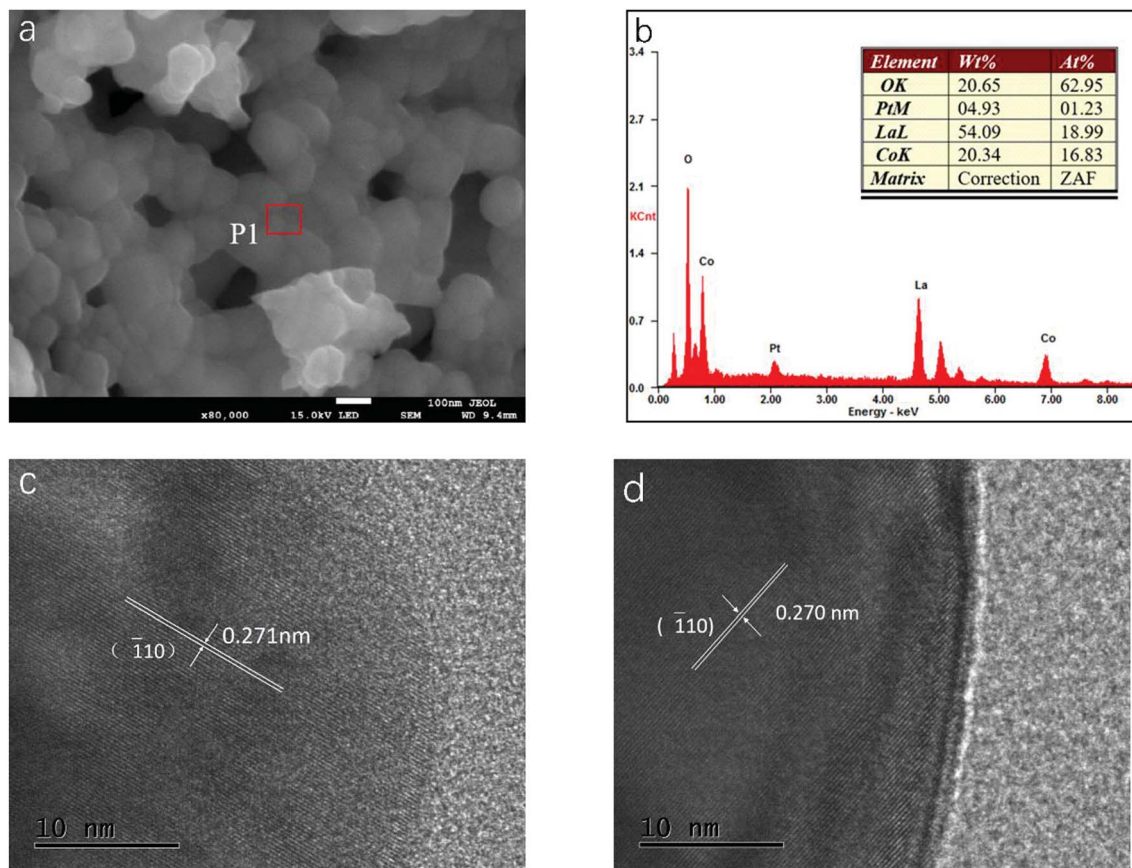 a
P1
100nm JEOL
x80,000 15.0kV LED SEM WD 9.4mm
b
3.4
2.7
2.1
KCnt
1.4
0.7
0.0
0.00 1.00 2.00 3.00 4.00 5.00 6.00 7.00 8.00
Energy - keV
O
Co
Pt
La
Co
Element Wt% At%
OK 20.65 62.95
PtM 04.93 01.23
LaL 54.09 18.99
CoK 20.34 16.83
Matrix Correction ZAF
c
0.271nm
(1̅10)
10 nm
d
0.270 nm
(1̅10)
10 nm